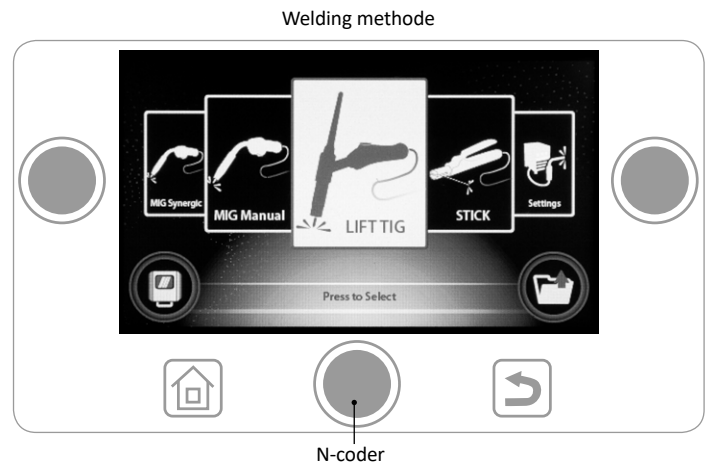 Welding methode
MIG Synergic
MIG Manual
LIFT TIG
STICK
Settings
Press to Select
N-coder